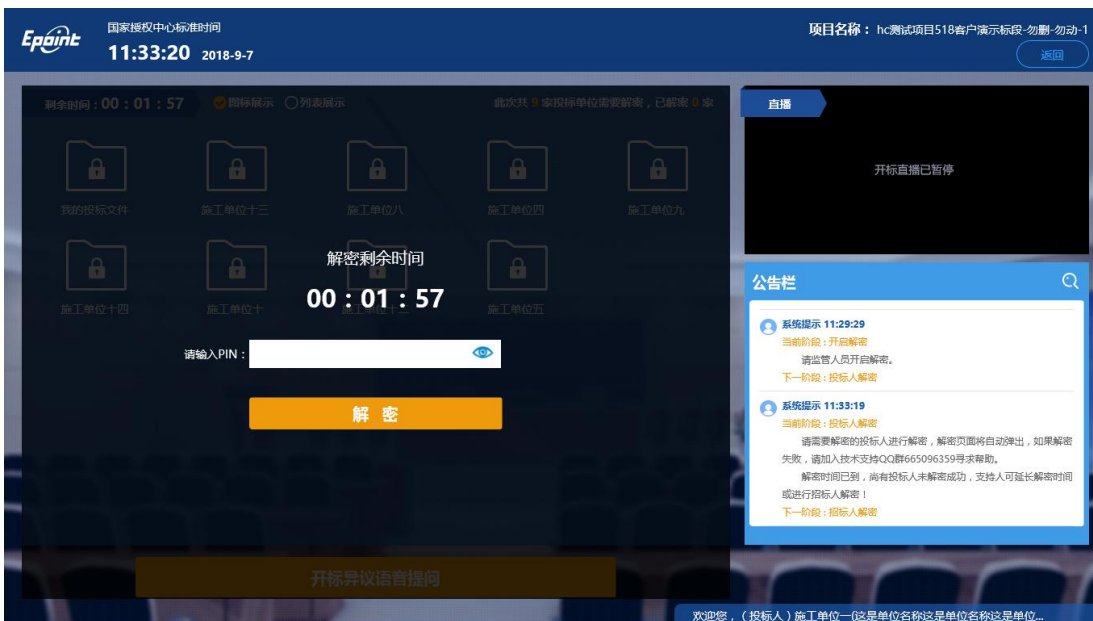 Epoint
国家授权中心标准时间
11:33:20 2018-9-7
项目名称： hc测试项目518客户演示标段-勿删-勿动-1
返回
剩余时间：00：01：57
图标展示
列表展示
此次共 9 家投标单位需要解密，已解密 0 家
我的投标文件
施工单位十三
施工单位八
施工单位四
施工单位九
施工单位十四
施工单位十
施工单位十二
施工单位五
解密剩余时间
00：01：57
请输入PIN：
解 密
开标异议语音提问
直播
开标直播已暂停
公告栏
系统提示 11:29:29
当前阶段：开启解密
请监管人员开启解密。
下一阶段：投标人解密
系统提示 11:33:19
当前阶段：投标人解密
请需要解密的投标人进行解密，解密页面将自动弹出，如果解密
失败，请加入技术支持QQ群665096359寻求帮助。
解密时间已到，尚有投标人未解密成功，支持人可延长解密时间
或进行招标人解密！
下一阶段：招标人解密
欢迎您，（投标人）施工单位一(这是单位名称这是单位名称这是单位...